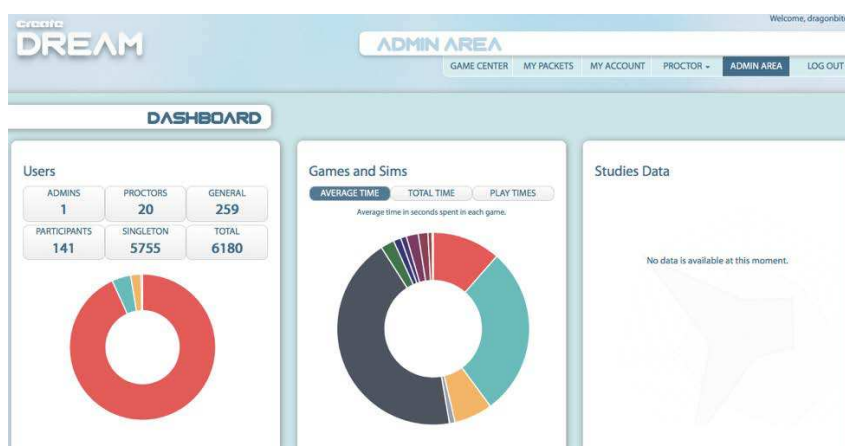 create
Welcome, dragonbit
DREAM
ADMIN AREA
GAME CENTER MY PACKETS MY ACCOUNT PROCTOR ADMIN AREA LOG OUT
DASHBOARD
Users
ADMINS PROCTORS GENERAL
1 20 259
PARTICIPANTS SINGLETON TOTAL
141 5755 6180
Games and Sims
AVERAGE TIME TOTAL TIME PLAY TIMES
Average time in seconds spent in each game.
Studies Data
No data is available at this moment.